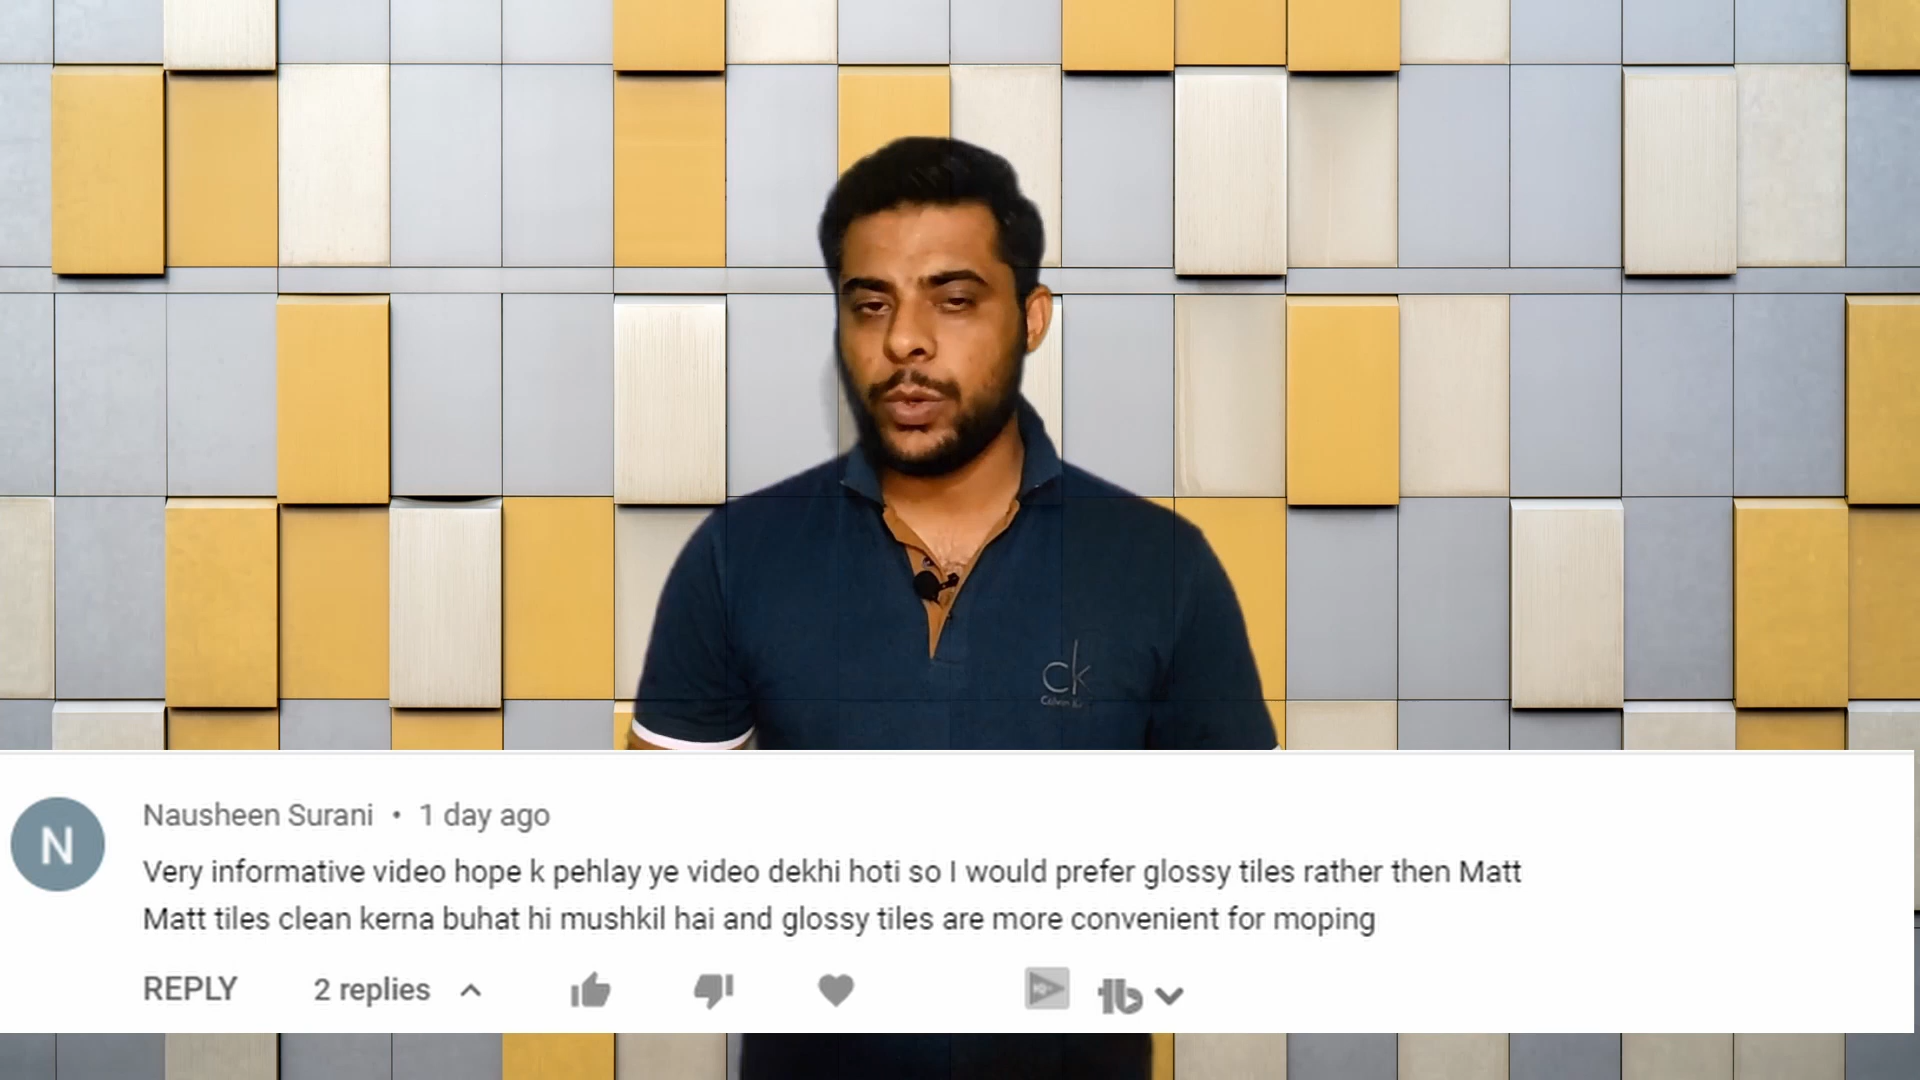 ck
Nausheen Surani • 1 day ago
Very informative video hope k pehlay ye video dekhi hoti so I would prefer glossy tiles rather then Matt
Matt tiles clean kerna buhat hi mushkil hai and glossy tiles are more convenient for moping
REPLY 2 replies